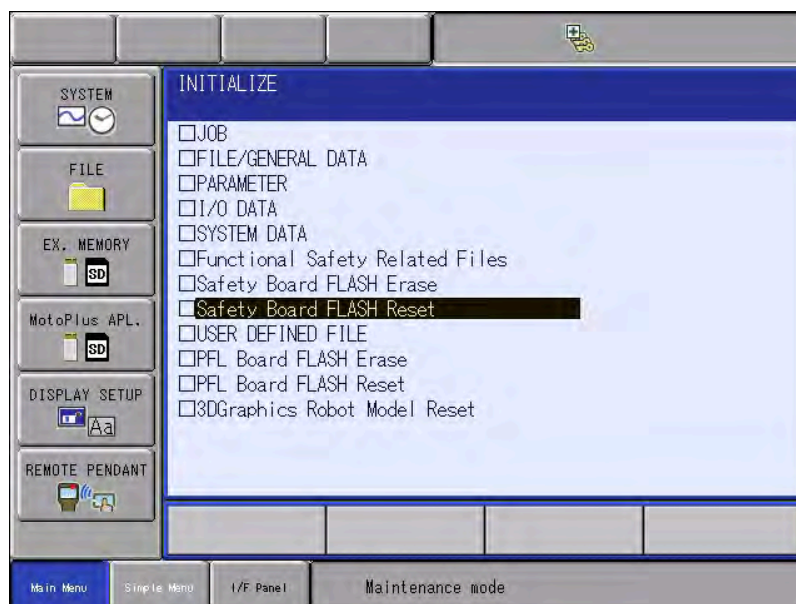 SYSTEM
FILE
EX. MEMORY
SD
MotoPlus APL.
SD
DISPLAY SETUP
Aa
REMOTE PENDANT
INITIALIZE
JOB
FILE/GENERAL DATA
PARAMETER
I/O DATA
SYSTEM DATA
Functional Safety Related Files
Safety Board FLASH Erase
Safety Board FLASH Reset
USER DEFINED FILE
PFL Board FLASH Erase
PFL Board FLASH Reset
3DGraphics Robot Model Reset
Main Menu
Simple Menu
I/F Panel
Maintenance mode